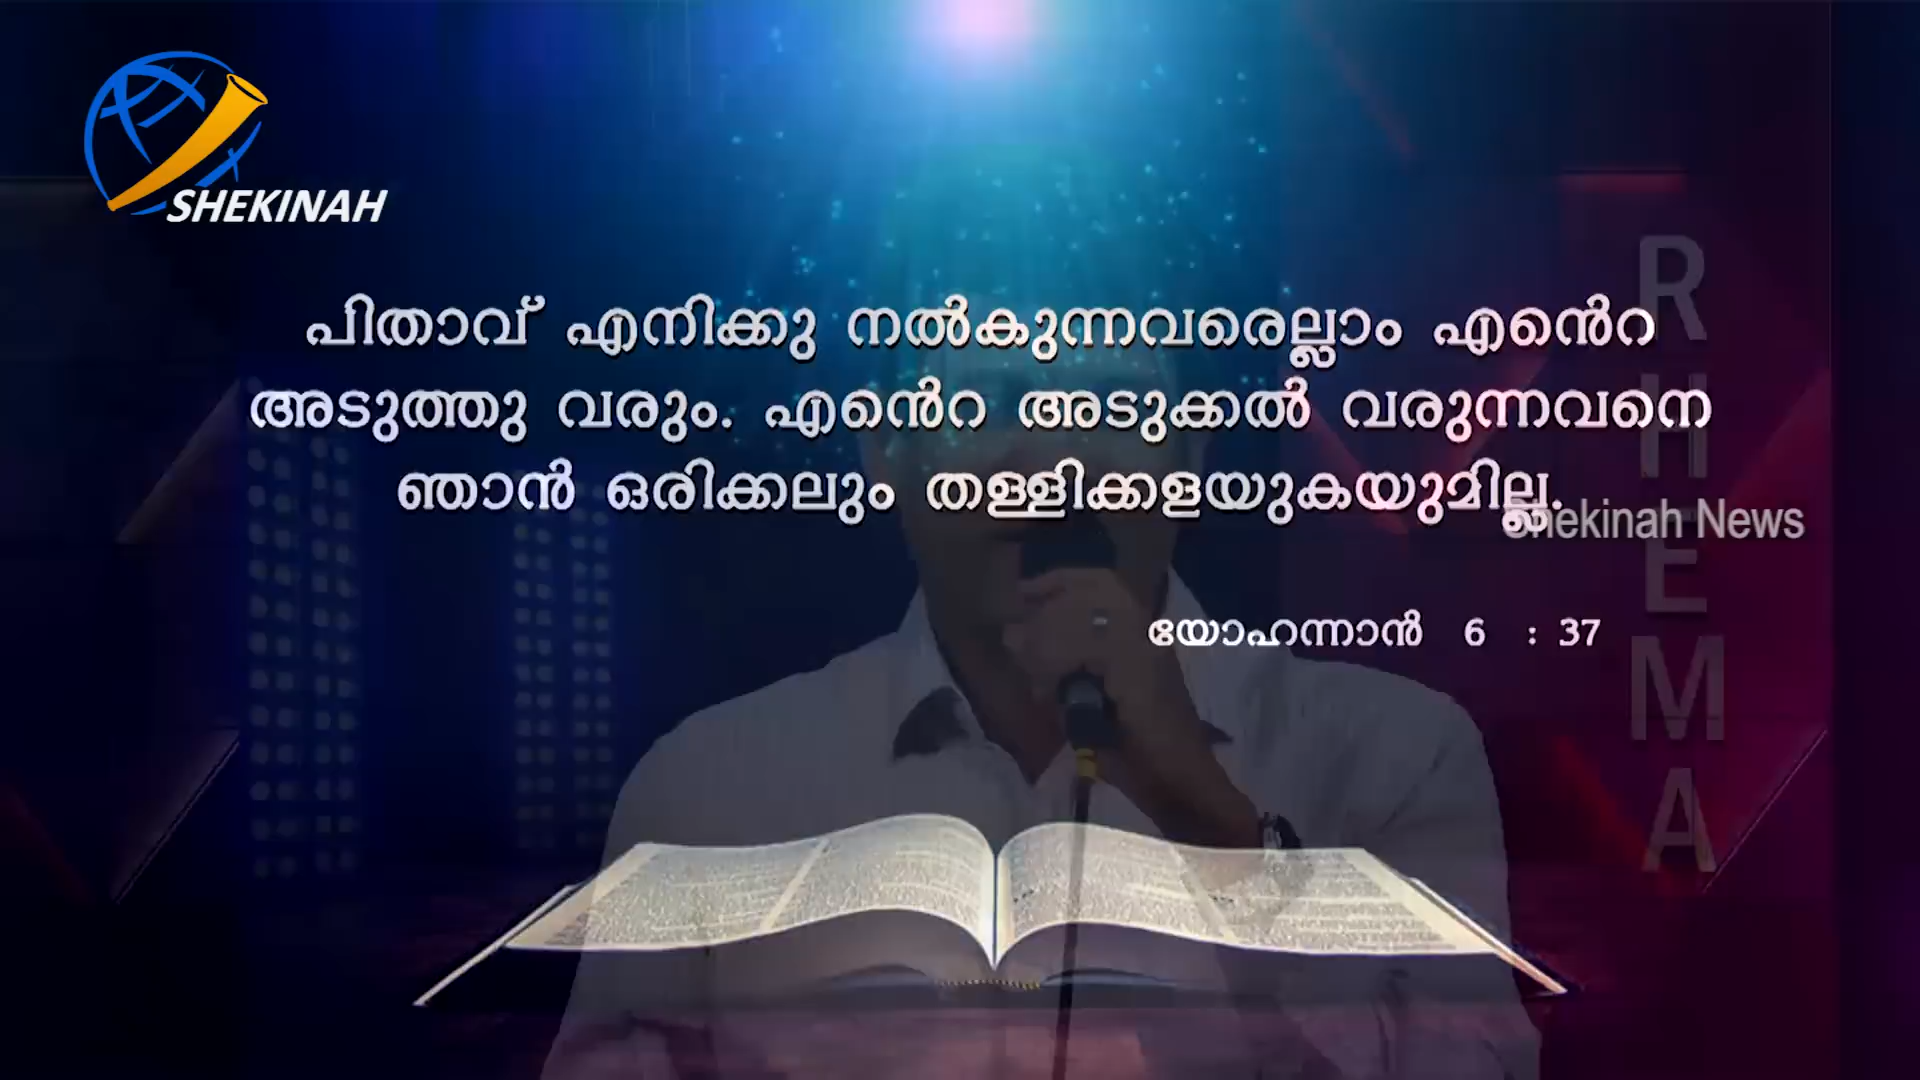 SHEKINAH
പിതാവ് എനിക്കു നൽകുന്നവരെല്ലാം എൻെറ
അടുത്തു വരും. എൻെറ അടുക്കൽ വരുന്നവനെ
ഞാൻ ഒരിക്കലും തള്ളിക്കളയുകയുമില്ല.
Shekinah News
യോഹന്നാൻ 6 : 37
RHEMA